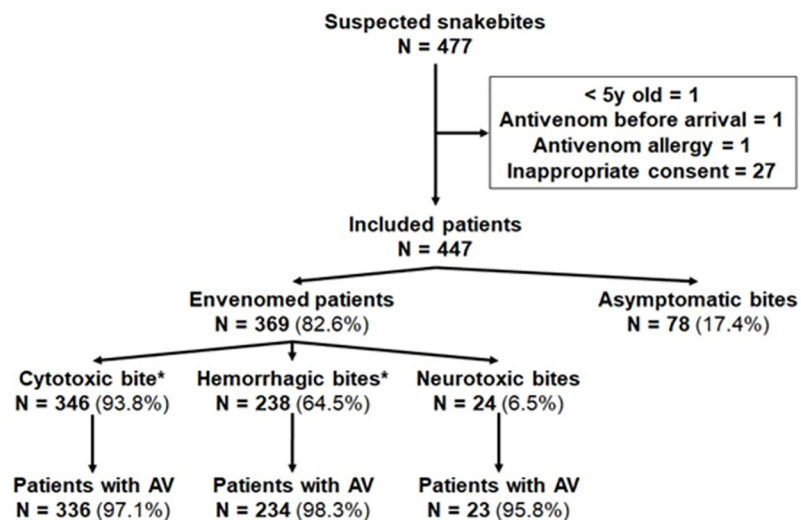 Suspected snakebites
N = 477
< 5y old = 1
Antivenom before arrival = 1
Antivenom allergy = 1
Inappropriate consent = 27
Included patients
N = 447
Envenomed patients
N = 369 (82.6%)
Asymptomatic bites
N = 78 (17.4%)
Cytotoxic bite*
N = 346 (93.8%)
Hemorrhagic bites*
N = 238 (64.5%)
Neurotoxic bites
N = 24 (6.5%)
Patients with AV
N = 336 (97.1%)
Patients with AV
N = 234 (98.3%)
Patients with AV
N = 23 (95.8%)